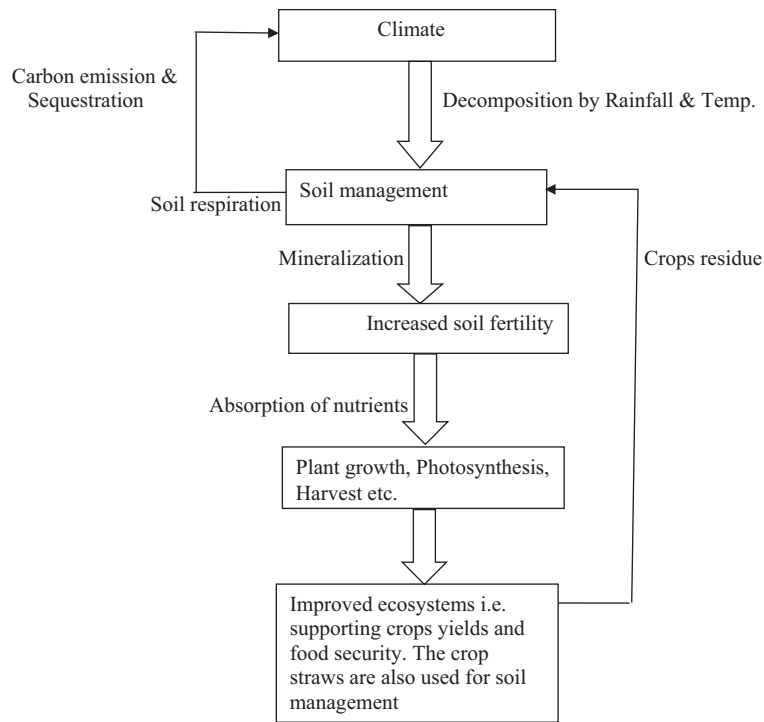 Climate
Carbon emission &
Sequestration
Decomposition by Rainfall & Temp.
Soil management
Soil respiration
Mineralization
Crops residue
Increased soil fertility
Absorption of nutrients
Plant growth, Photosynthesis,
Harvest etc.
Improved ecosystems i.e.
supporting crops yields and
food security. The crop
straws are also used for soil
management